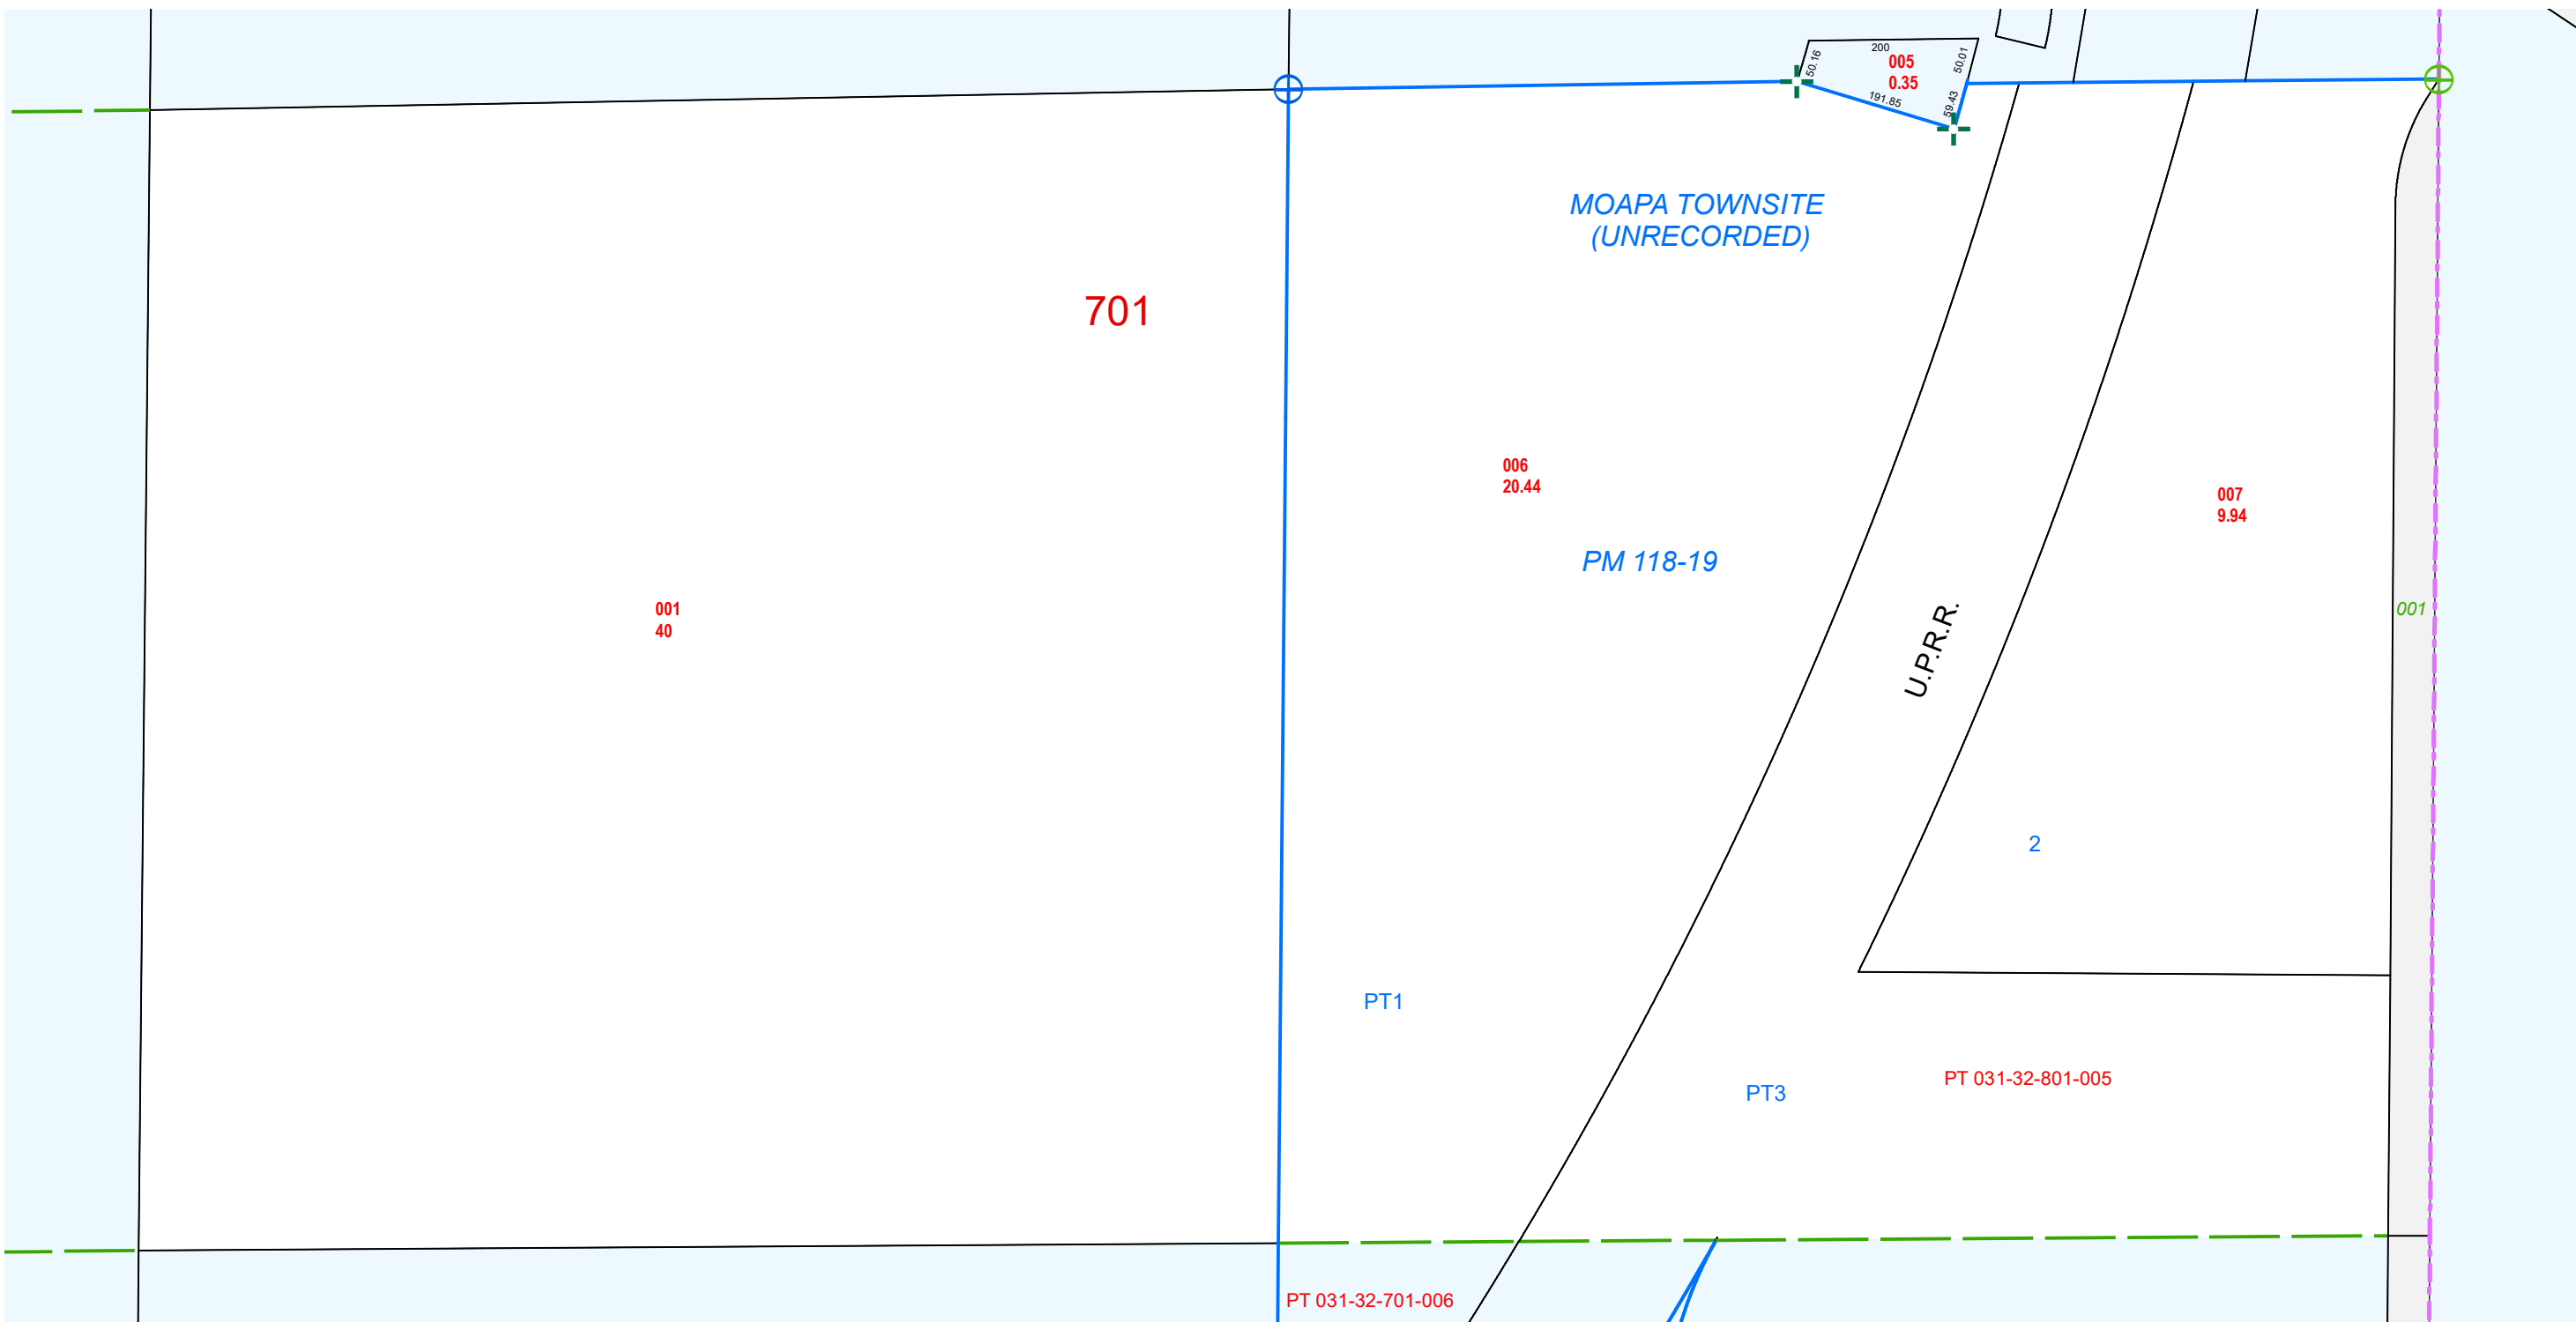 200
50.16
005
0.35
50.01
191.85
59.43
MOAPA TOWNSITE
(UNRECORDED)
701
006
20.44
007
9.94
PM 118-19
001
40
001
U.P.R.R.
2
PT1
PT3
PT 031-32-801-005
PT 031-32-701-006